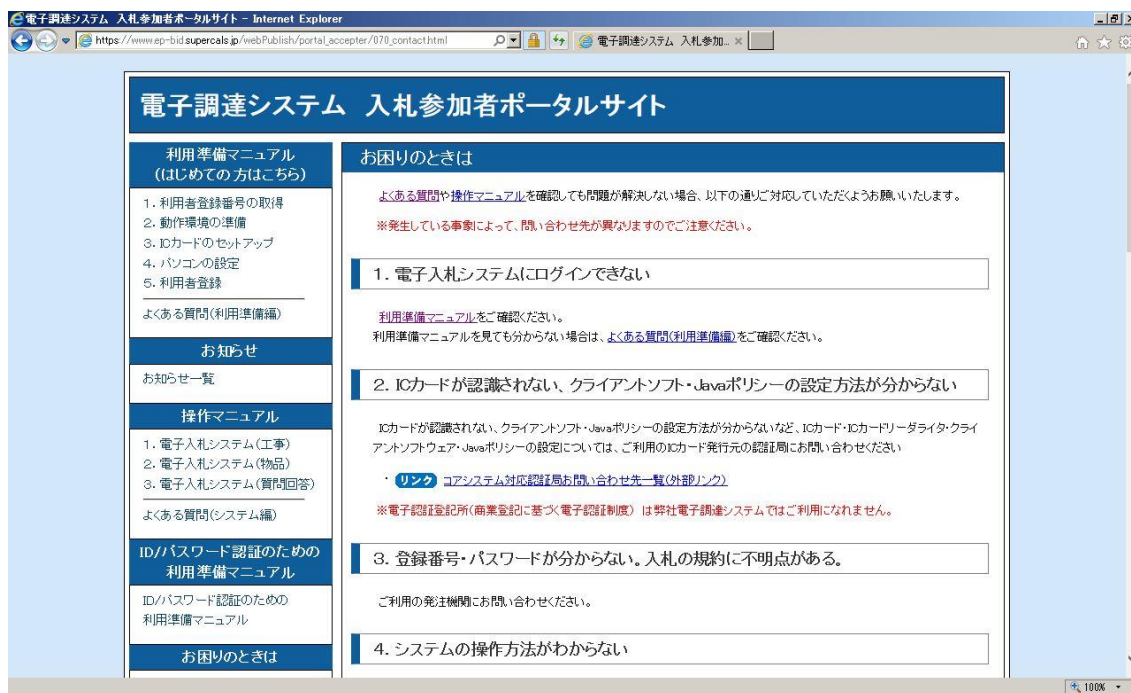 電子調達システム 入札参加者ポータルサイト - Internet Explorer
https://www.ep-bid.supercals.jp/webPublish/portal_accepter/070_contact.html
電子調達システム 入札参加...
電子調達システム 入札参加者ポータルサイト
利用準備マニュアル
(はじめての方はこちら)
1. 利用者登録番号の取得
2. 動作環境の準備
3. ICカードのセットアップ
4. パソコンの設定
5. 利用者登録
よくある質問(利用準備編)
お知らせ
お知らせ一覧
操作マニュアル
1. 電子入札システム(工事)
2. 電子入札システム(物品)
3. 電子入札システム(質問回答)
よくある質問(システム編)
ID/パスワード認証のための
利用準備マニュアル
ID/パスワード認証のための
利用準備マニュアル
お困りのときは
お困りのときは
よくある質問や操作マニュアルを確認しても問題が解決しない場合、以下の通りご対応していただくようお願いいたします。
※発生している事象によって、問い合わせ先が異なりますのでご注意ください。
1. 電子入札システムにログインできない
利用準備マニュアルをご確認ください。
利用準備マニュアルを見ても分からない場合は、よくある質問(利用準備編)をご確認ください。
2. ICカードが認識されない、クライアントソフト・Javaポリシーの設定方法が分からない
ICカードが認識されない、クライアントソフト・Javaポリシーの設定方法が分からないなど、ICカード・ICカードリーダライタ・クライ
アントソフトウェア・Javaポリシーの設定については、ご利用のICカード発行元の認証局にお問い合わせください
・ リンク コアシステム対応認証局お問い合わせ先一覧(外部リンク)
※電子認証登記所(商業登記に基づく電子認証制度) は弊社電子調達システムではご利用になれません。
3. 登録番号・パスワードが分からない。入札の規約に不明点がある。
ご利用の発注機関にお問い合わせください。
4. システムの操作方法がわからない
100%